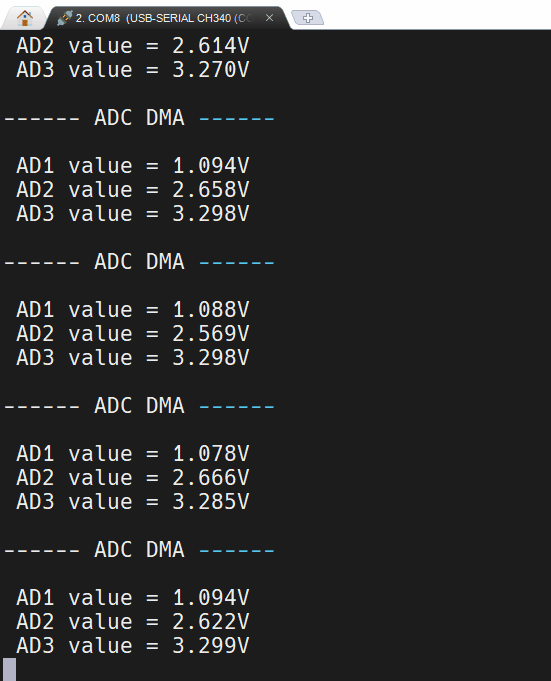 2. COM8 (USB-SERIAL CH340 (CO
AD2 value = 2.614V
AD3 value = 3.270V
------ ADC DMA ------
AD1 value = 1.094V
AD2 value = 2.658V
AD3 value = 3.298V
------ ADC DMA ------
AD1 value = 1.088V
AD2 value = 2.569V
AD3 value = 3.298V
------ ADC DMA ------
AD1 value = 1.078V
AD2 value = 2.666V
AD3 value = 3.285V
------ ADC DMA ------
AD1 value = 1.094V
AD2 value = 2.622V
AD3 value = 3.299V